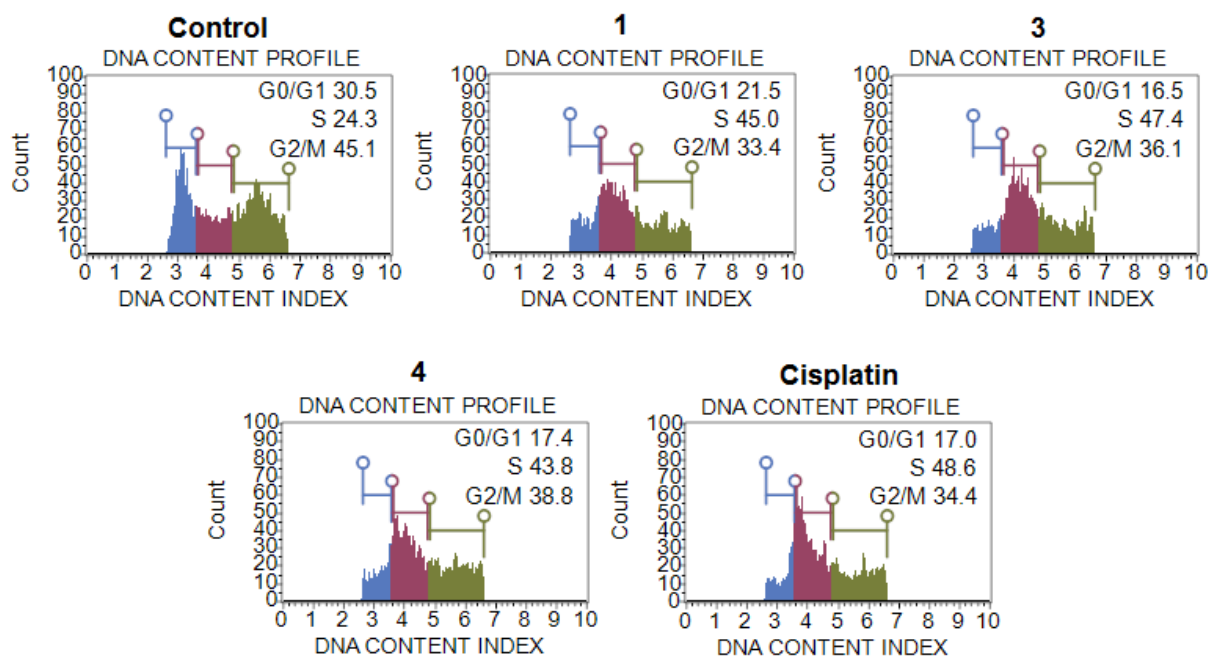 Control
DNA CONTENT PROFILE
100
90
80
70
60
50
40
30
20
10
0
Count
G0/G1 30.5
S 24.3
G2/M 45.1
0 1 2 3 4 5 6 7 8 9 10
DNA CONTENT INDEX
1
DNA CONTENT PROFILE
100
90
80
70
60
50
40
30
20
10
0
Count
G0/G1 21.5
S 45.0
G2/M 33.4
0 1 2 3 4 5 6 7 8 9 10
DNA CONTENT INDEX
3
DNA CONTENT PROFILE
100
90
80
70
60
50
40
30
20
10
0
Count
G0/G1 16.5
S 47.4
G2/M 36.1
0 1 2 3 4 5 6 7 8 9 10
DNA CONTENT INDEX
4
DNA CONTENT PROFILE
100
90
80
70
60
50
40
30
20
10
0
Count
G0/G1 17.4
S 43.8
G2/M 38.8
0 1 2 3 4 5 6 7 8 9 10
DNA CONTENT INDEX
Cisplatin
DNA CONTENT PROFILE
100
90
80
70
60
50
40
30
20
10
0
Count
G0/G1 17.0
S 48.6
G2/M 34.4
0 1 2 3 4 5 6 7 8 9 10
DNA CONTENT INDEX